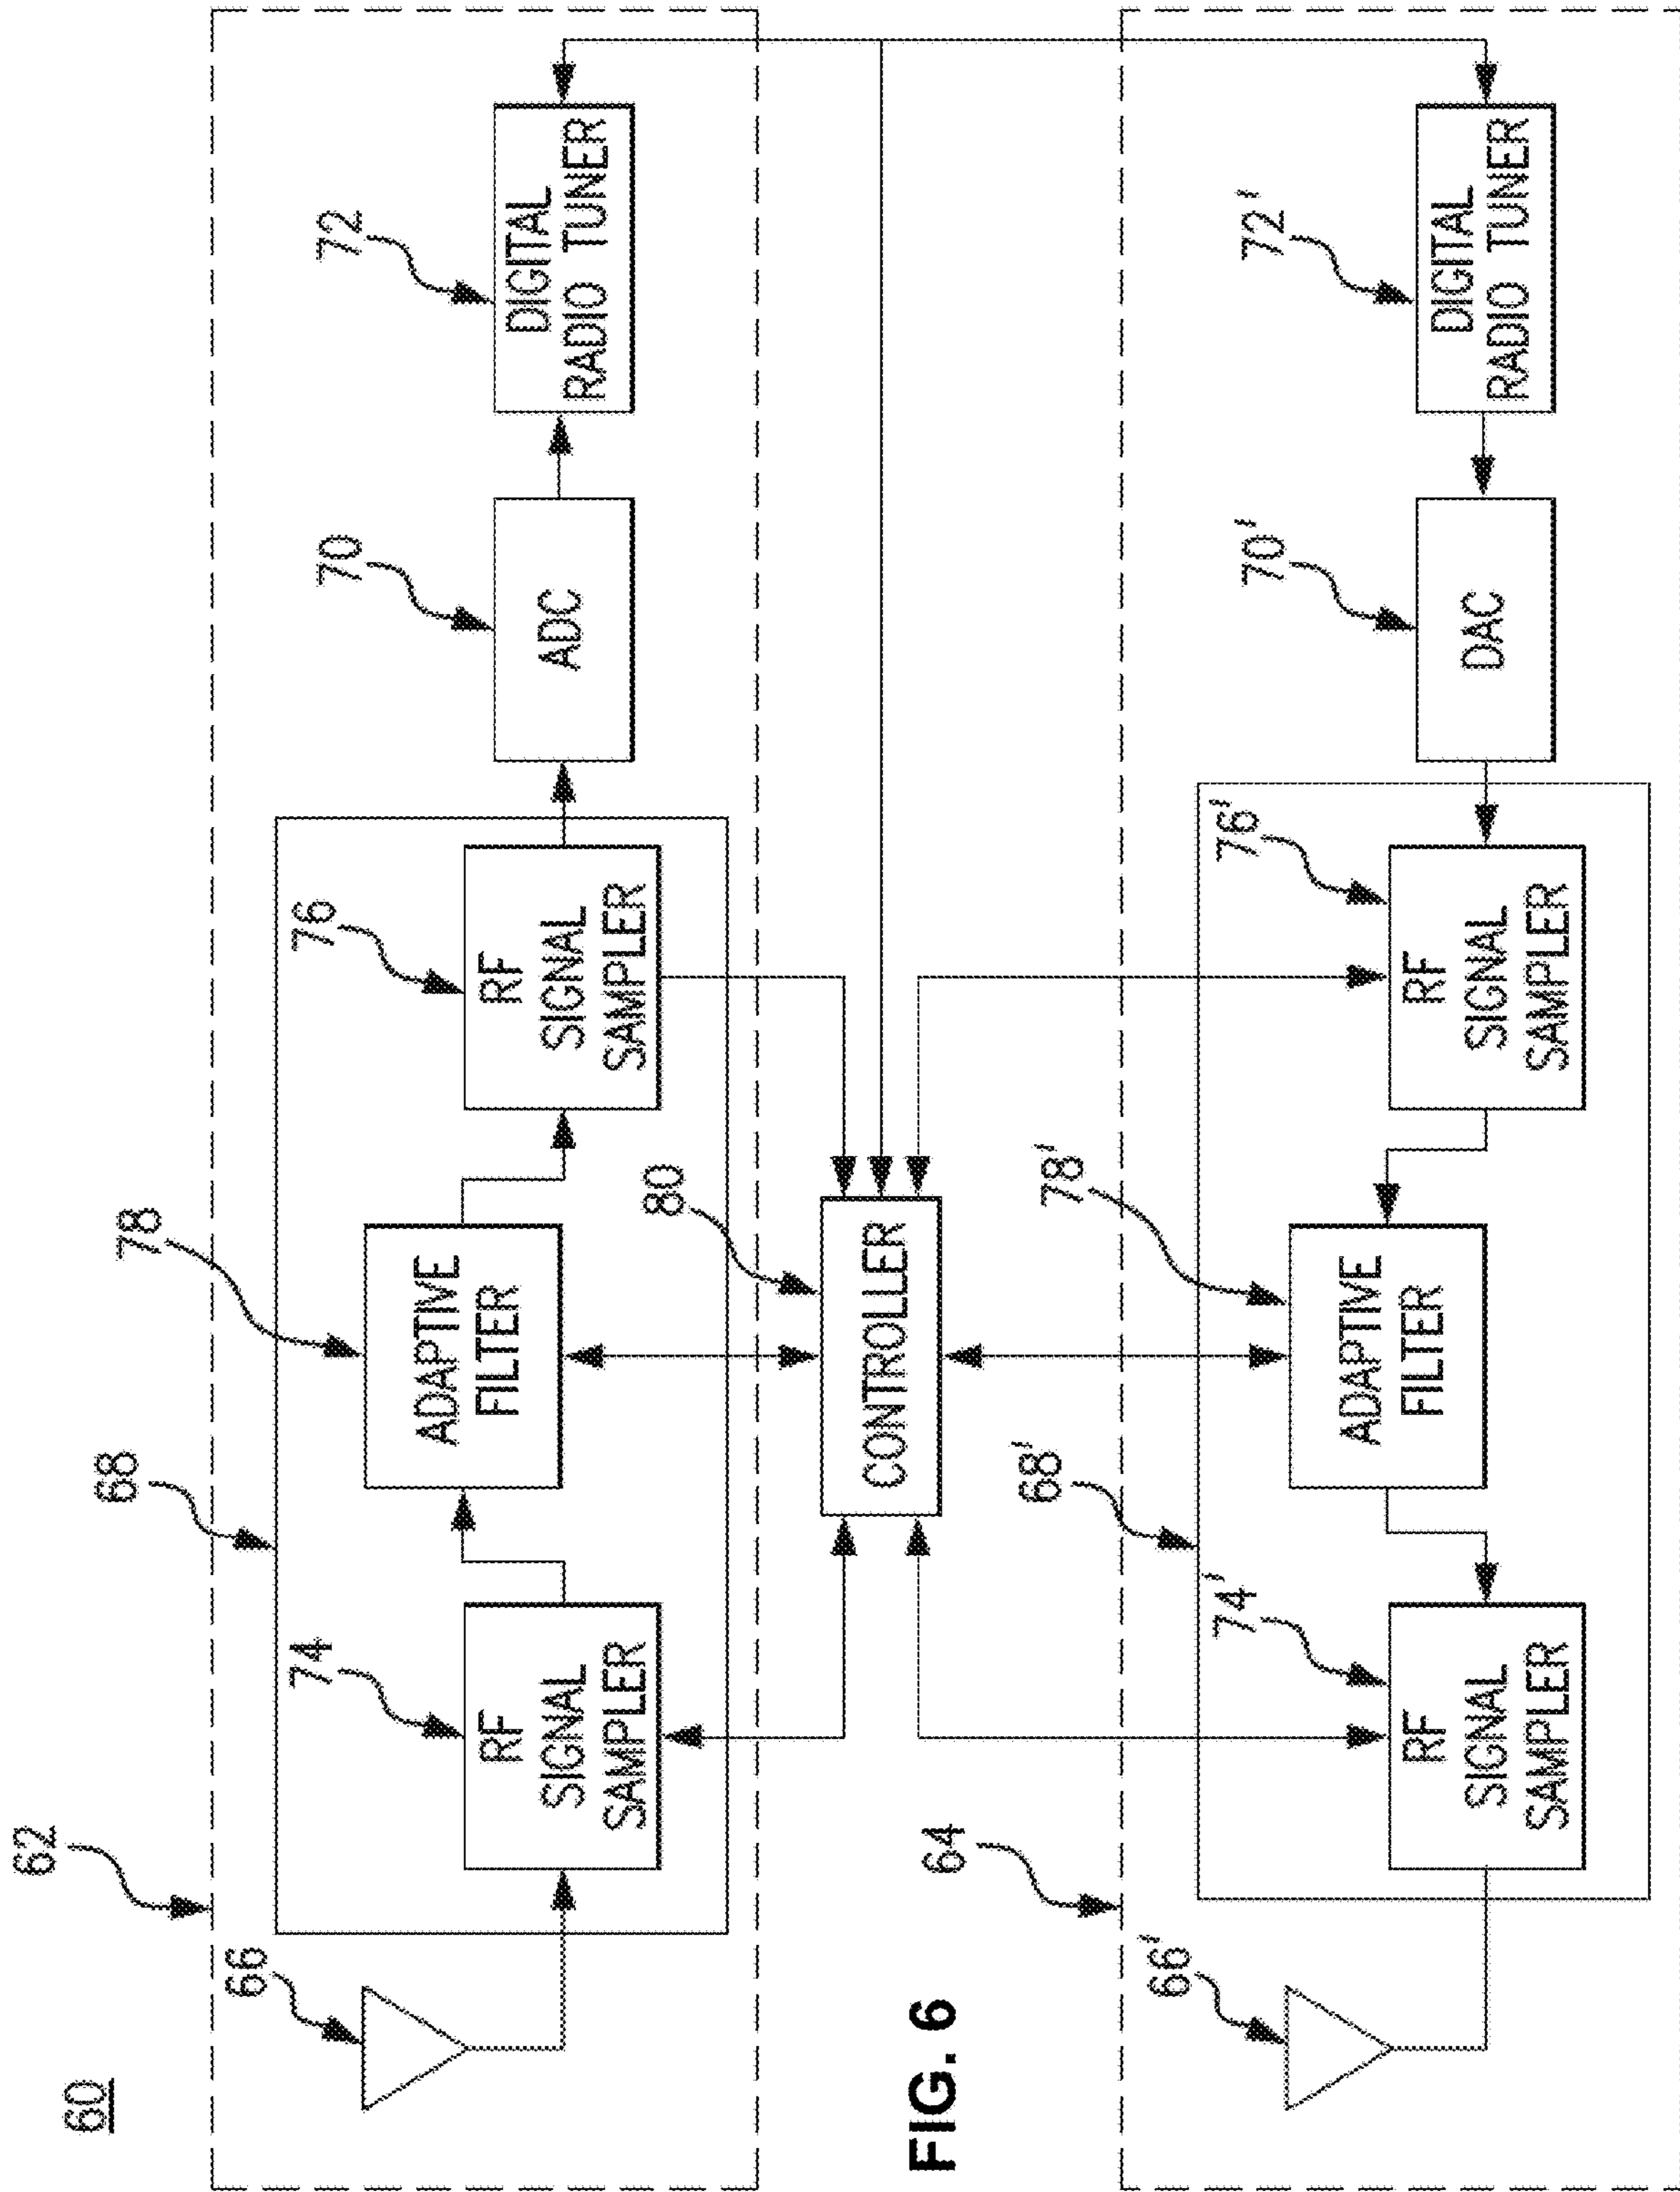 60
62
66
68
74
RF
SIGNAL
SAMPLER
78
ADAPTIVE
FILTER
76
RF
SIGNAL
SAMPLER
70
ADC
72
DIGITAL
RADIO TUNER
80
CONTROLLER
FIG. 6
64
66'
68'
74'
RF
SIGNAL
SAMPLER
78'
ADAPTIVE
FILTER
76'
RF
SIGNAL
SAMPLER
70'
DAC
72'
DIGITAL
RADIO TUNER